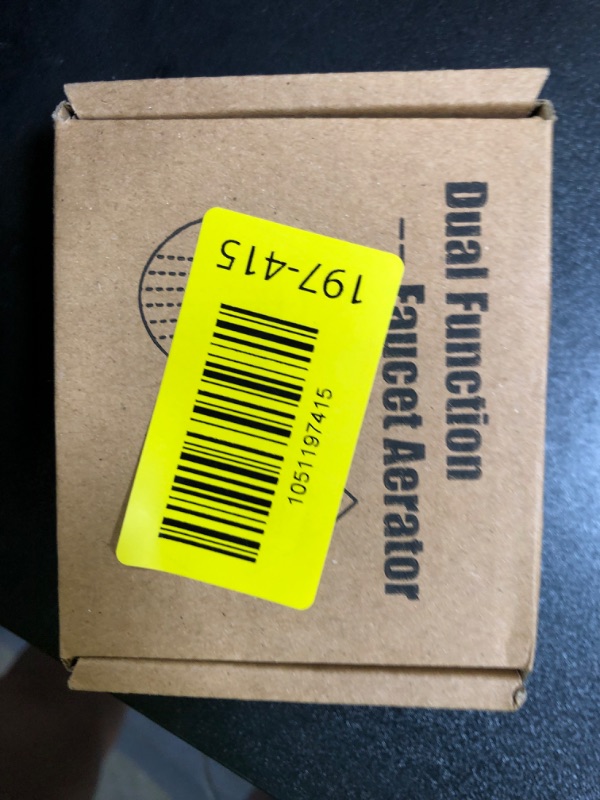 Dual Function
Faucet Aerator
197-415
1051197415